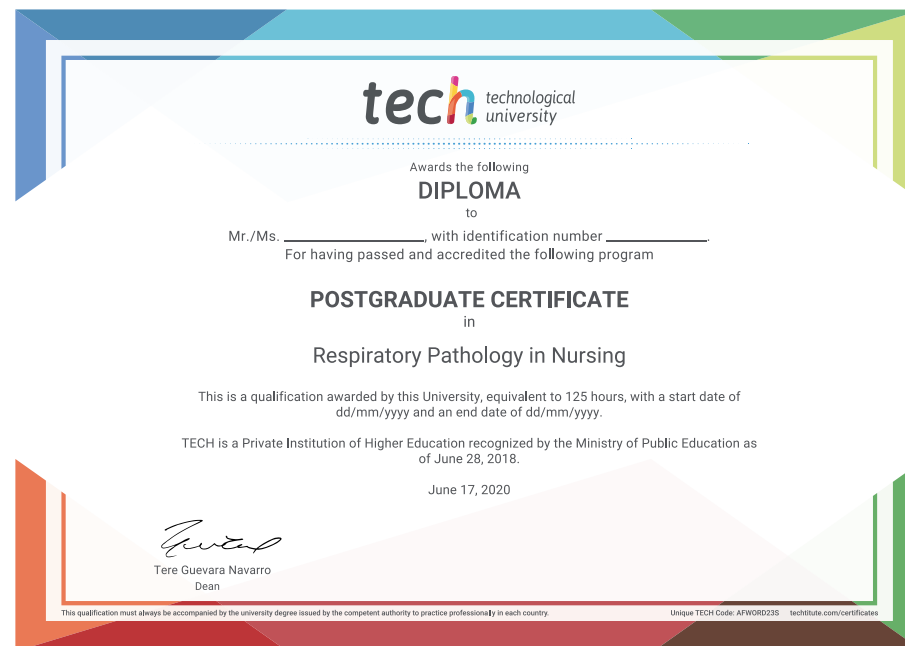 tech technological
university
Awards the following
DIPLOMA
to
Mr./Ms. ____________________, with identification number ______________.
For having passed and accredited the following program
POSTGRADUATE CERTIFICATE
in
Respiratory Pathology in Nursing
This is a qualification awarded by this University, equivalent to 125 hours, with a start date of
dd/mm/yyyy and an end date of dd/mm/yyyy.
TECH is a Private Institution of Higher Education recognized by the Ministry of Public Education as
of June 28, 2018.
June 17, 2020
Tere Guevara Navarro
Dean
This qualification must always be accompanied by the university degree issued by the competent authority to practice professionally in each country. Unique TECH Code: AFWORD23S techtitute.com/certificates